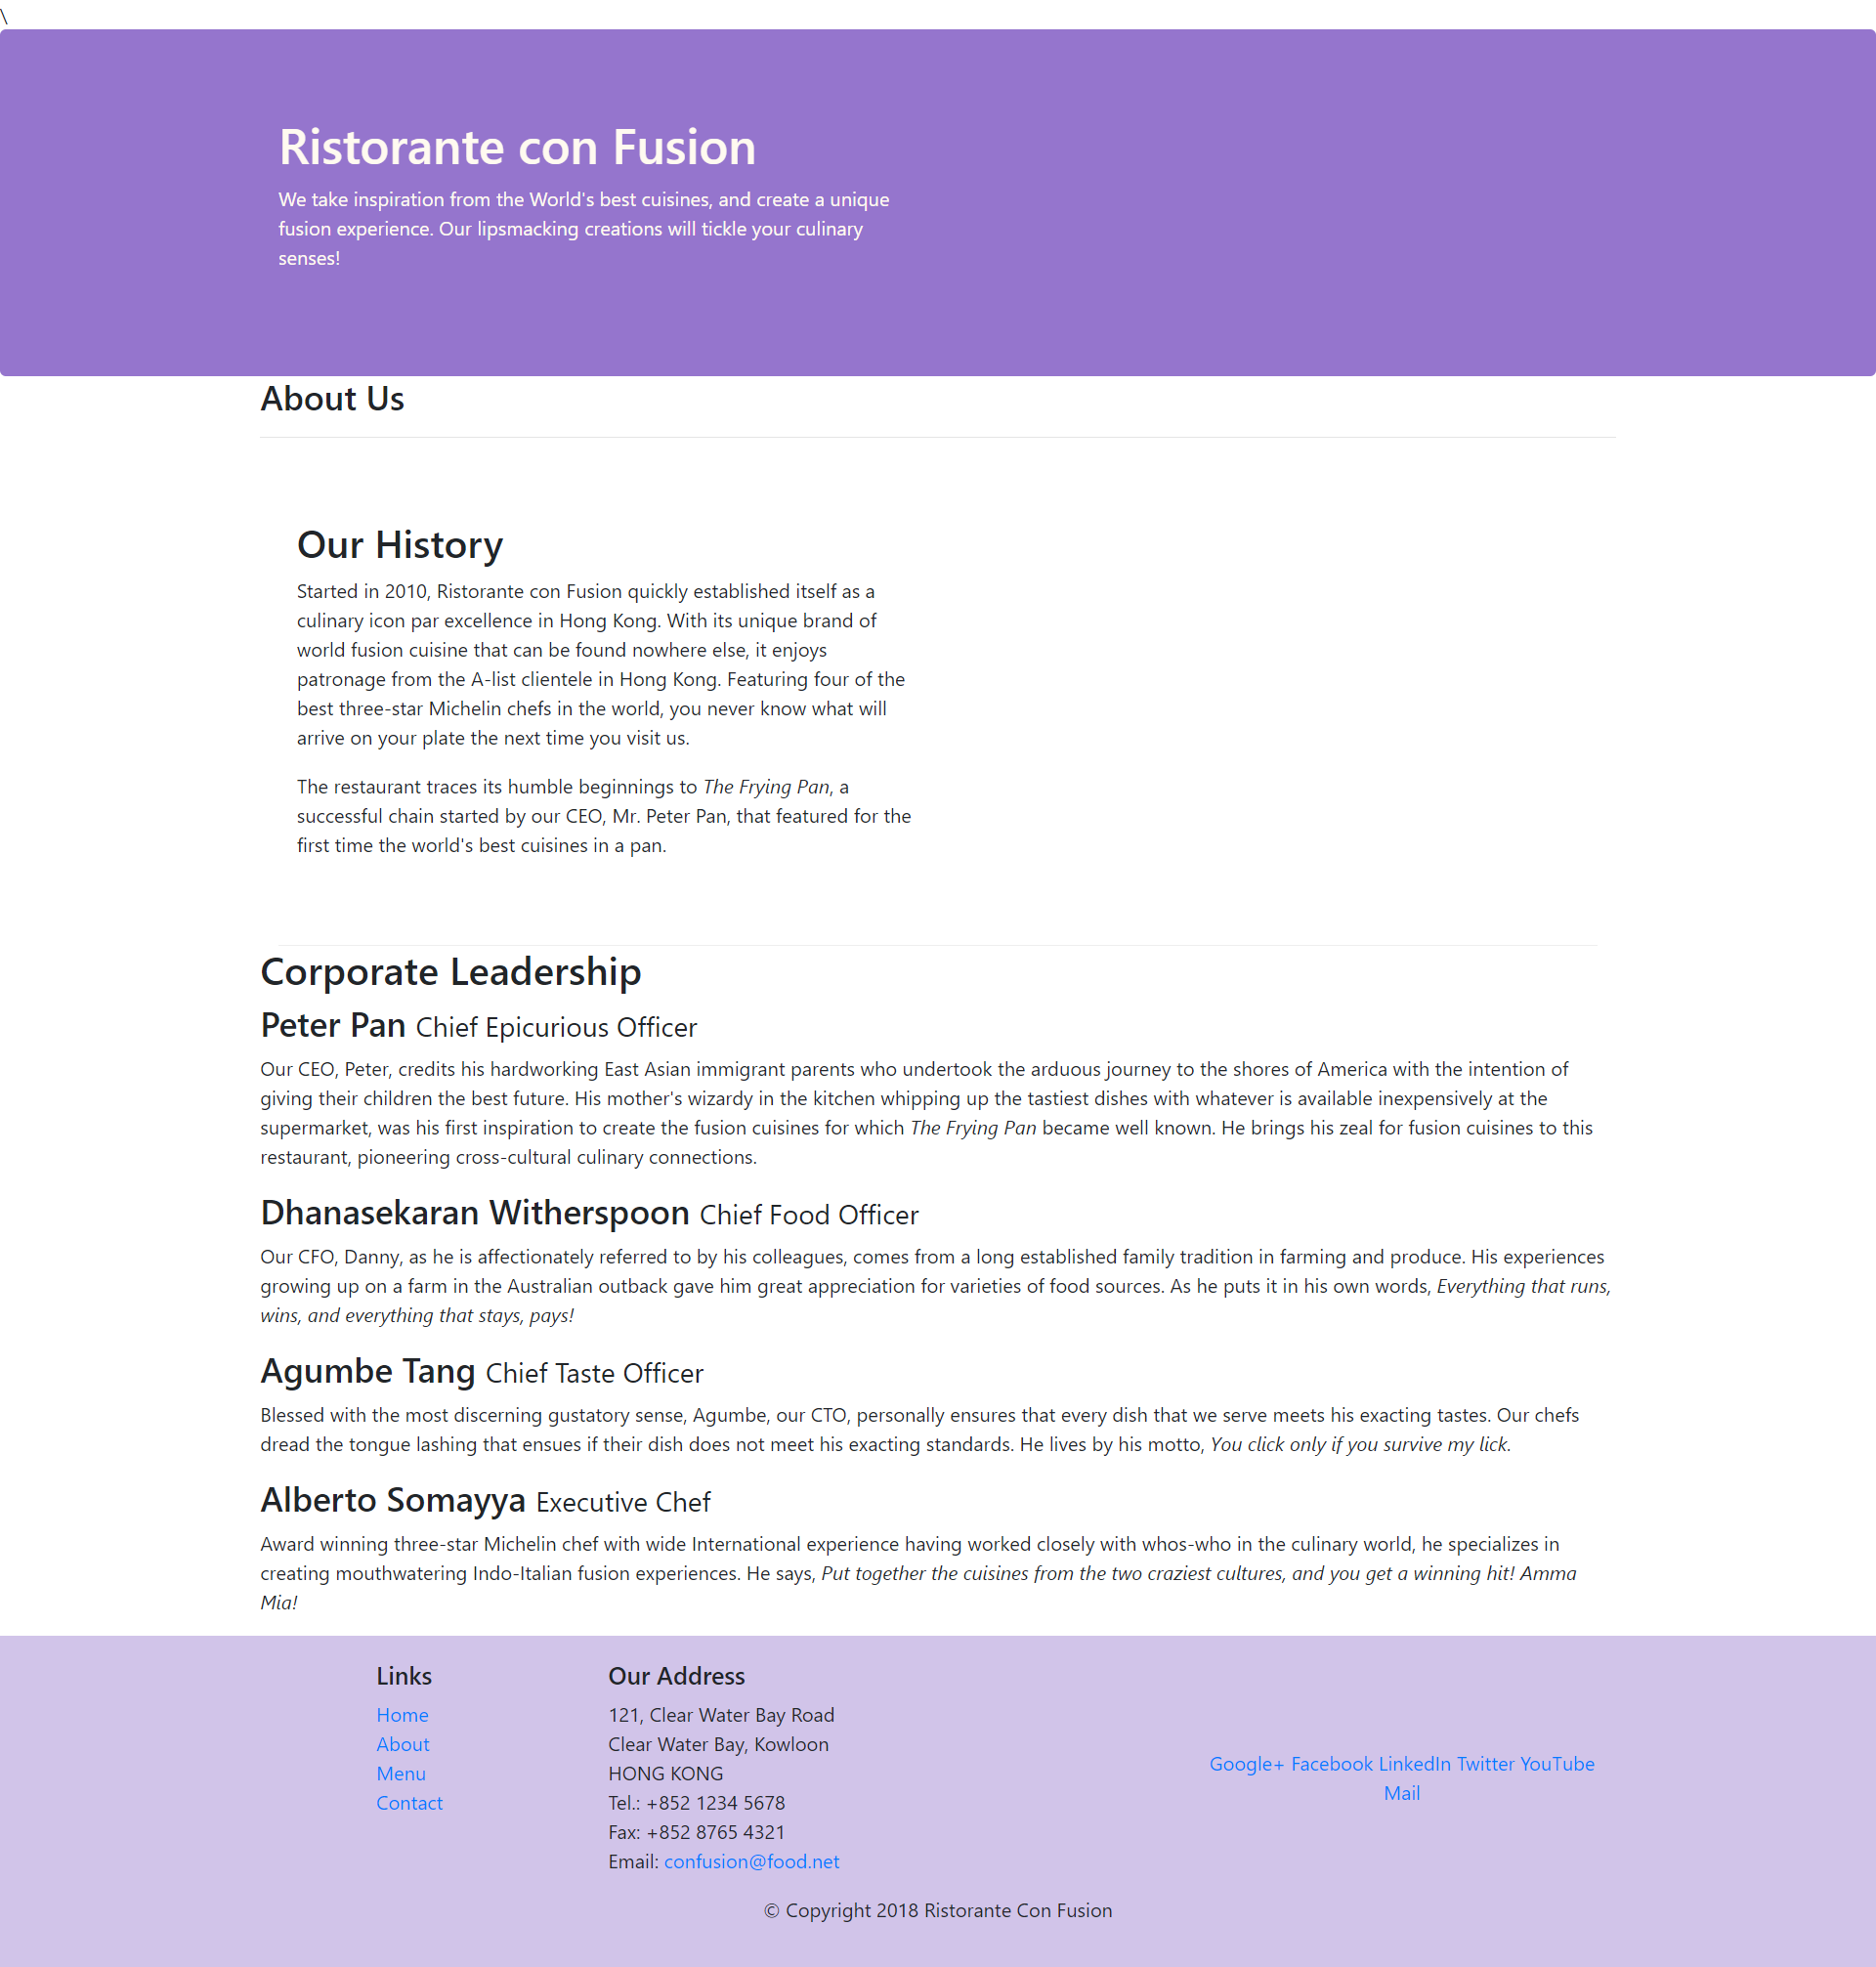 \
Ristorante con Fusion
We take inspiration from the World's best cuisines, and create a unique
fusion experience. Our lipsmacking creations will tickle your culinary
senses!
About Us
Our History
Started in 2010, Ristorante con Fusion quickly established itself as a
culinary icon par excellence in Hong Kong. With its unique brand of
world fusion cuisine that can be found nowhere else, it enjoys
patronage from the A-list clientele in Hong Kong. Featuring four of the
best three-star Michelin chefs in the world, you never know what will
arrive on your plate the next time you visit us.
The restaurant traces its humble beginnings to The Frying Pan, a
successful chain started by our CEO, Mr. Peter Pan, that featured for the
first time the world's best cuisines in a pan.
Corporate Leadership
Peter Pan Chief Epicurious Officer
Our CEO, Peter, credits his hardworking East Asian immigrant parents who undertook the arduous journey to the shores of America with the intention of
giving their children the best future. His mother's wizardy in the kitchen whipping up the tastiest dishes with whatever is available inexpensively at the
supermarket, was his first inspiration to create the fusion cuisines for which The Frying Pan became well known. He brings his zeal for fusion cuisines to this
restaurant, pioneering cross-cultural culinary connections.
Dhanasekaran Witherspoon Chief Food Officer
Our CFO, Danny, as he is affectionately referred to by his colleagues, comes from a long established family tradition in farming and produce. His experiences
growing up on a farm in the Australian outback gave him great appreciation for varieties of food sources. As he puts it in his own words, Everything that runs,
wins, and everything that stays, pays!
Agumbe Tang Chief Taste Officer
Blessed with the most discerning gustatory sense, Agumbe, our CTO, personally ensures that every dish that we serve meets his exacting tastes. Our chefs
dread the tongue lashing that ensues if their dish does not meet his exacting standards. He lives by his motto, You click only if you survive my lick.
Alberto Somayya Executive Chef
Award winning three-star Michelin chef with wide International experience having worked closely with whos-who in the culinary world, he specializes in
creating mouthwatering Indo-Italian fusion experiences. He says, Put together the cuisines from the two craziest cultures, and you get a winning hit! Amma
Mia!
Links
Home
About
Menu
Contact
Our Address
121, Clear Water Bay Road
Clear Water Bay, Kowloon
HONG KONG
Tel.: +852 1234 5678
Fax: +852 8765 4321
Email: confusion@food.net
Google+ Facebook LinkedIn Twitter YouTube
Mail
© Copyright 2018 Ristorante Con Fusion